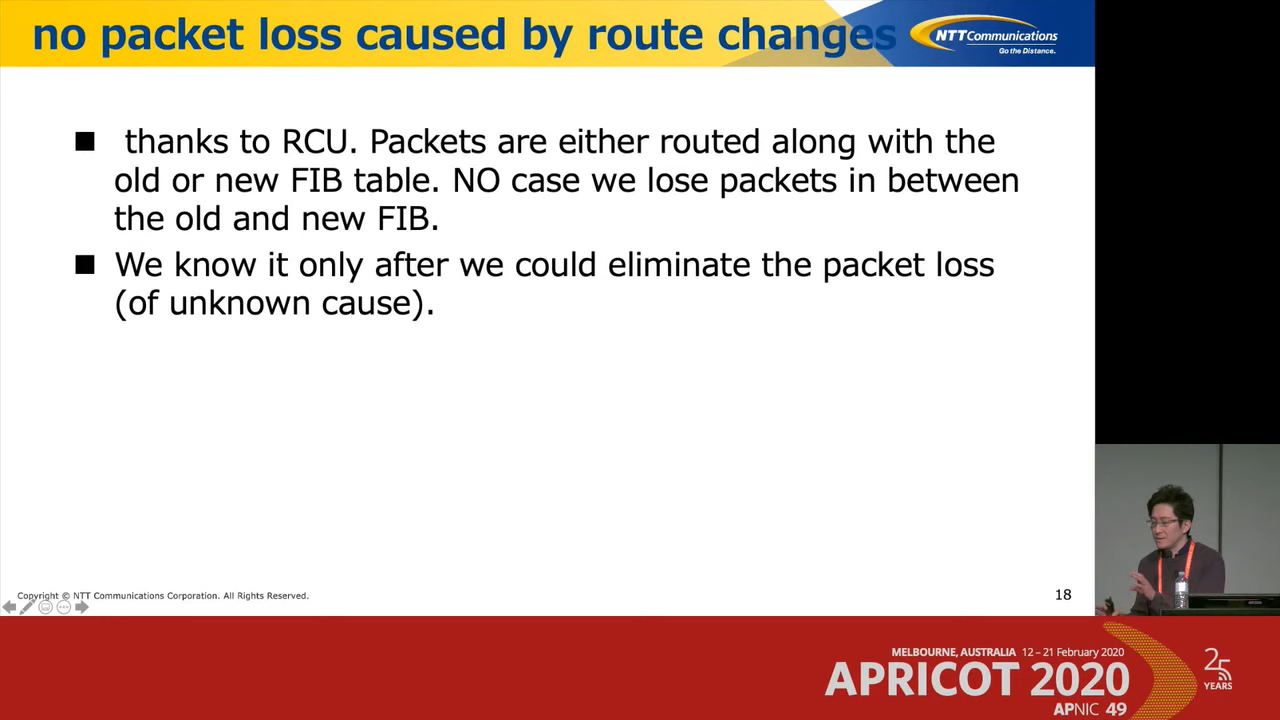 no packet loss caused by route changes
NTT Communications
Go the Distance.
■ thanks to RCU. Packets are either routed along with the
old or new FIB table. NO case we lose packets in between
the old and new FIB.
■ We know it only after we could eliminate the packet loss
(of unknown cause).
Copyright © NTT Communications Corporation. All Rights Reserved.
18
MELBOURNE, AUSTRALIA 12 – 21 February 2020
APRICOT 2020
APNIC 49
25
YEARS